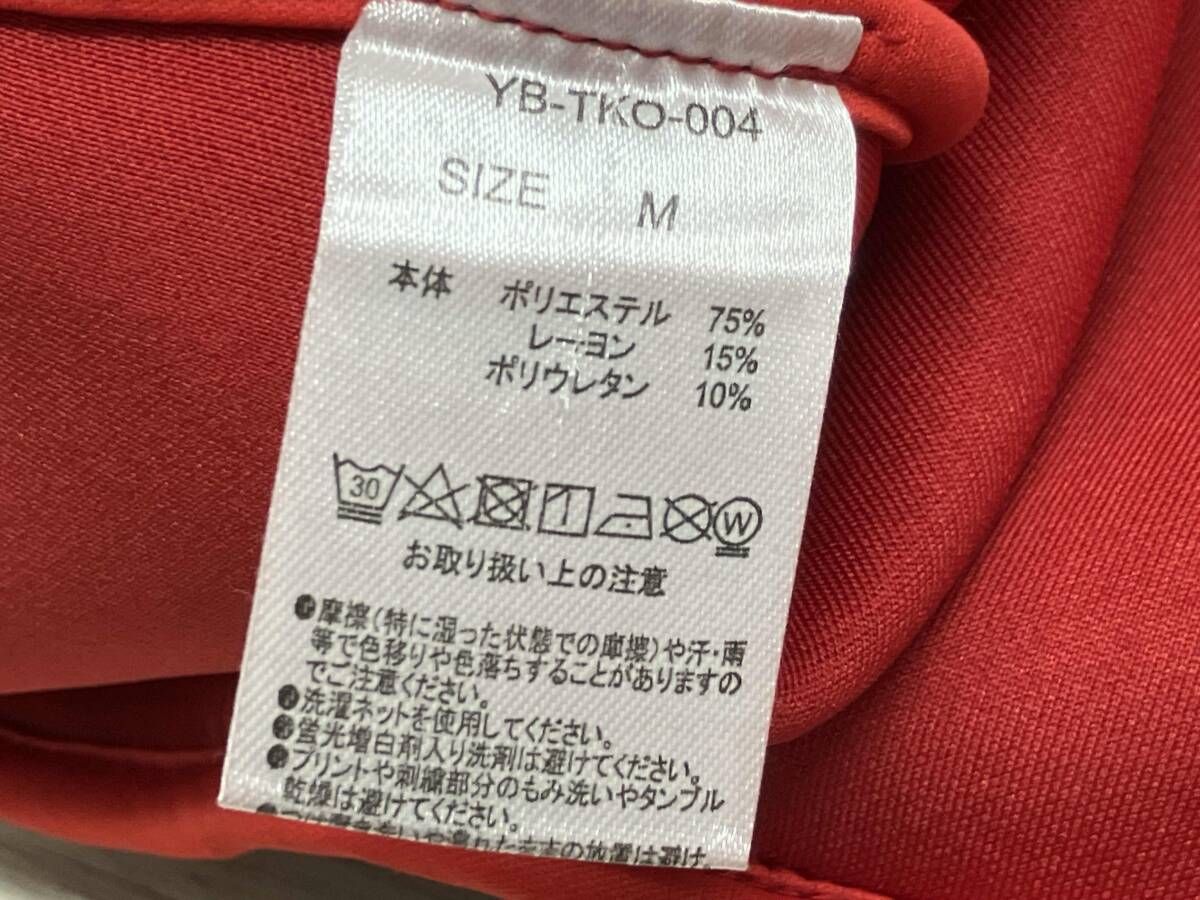 YB-TKO-004
SIZE M
本体 ポリエステル 75%
レーヨン 15%
ポリウレタン 10%
30 W
お取り扱い上の注意
●摩擦(特に湿った状態での摩擦)や汗・雨
等で色移りや色落ちすることがありますの
でご注意ください。
●洗濯ネットを使用してください。
●蛍光増白剤入り洗剤は避けてください。
●プリントや刺繍部分のもみ洗いやタンブル
乾燥は避けてください。
の放置は避け